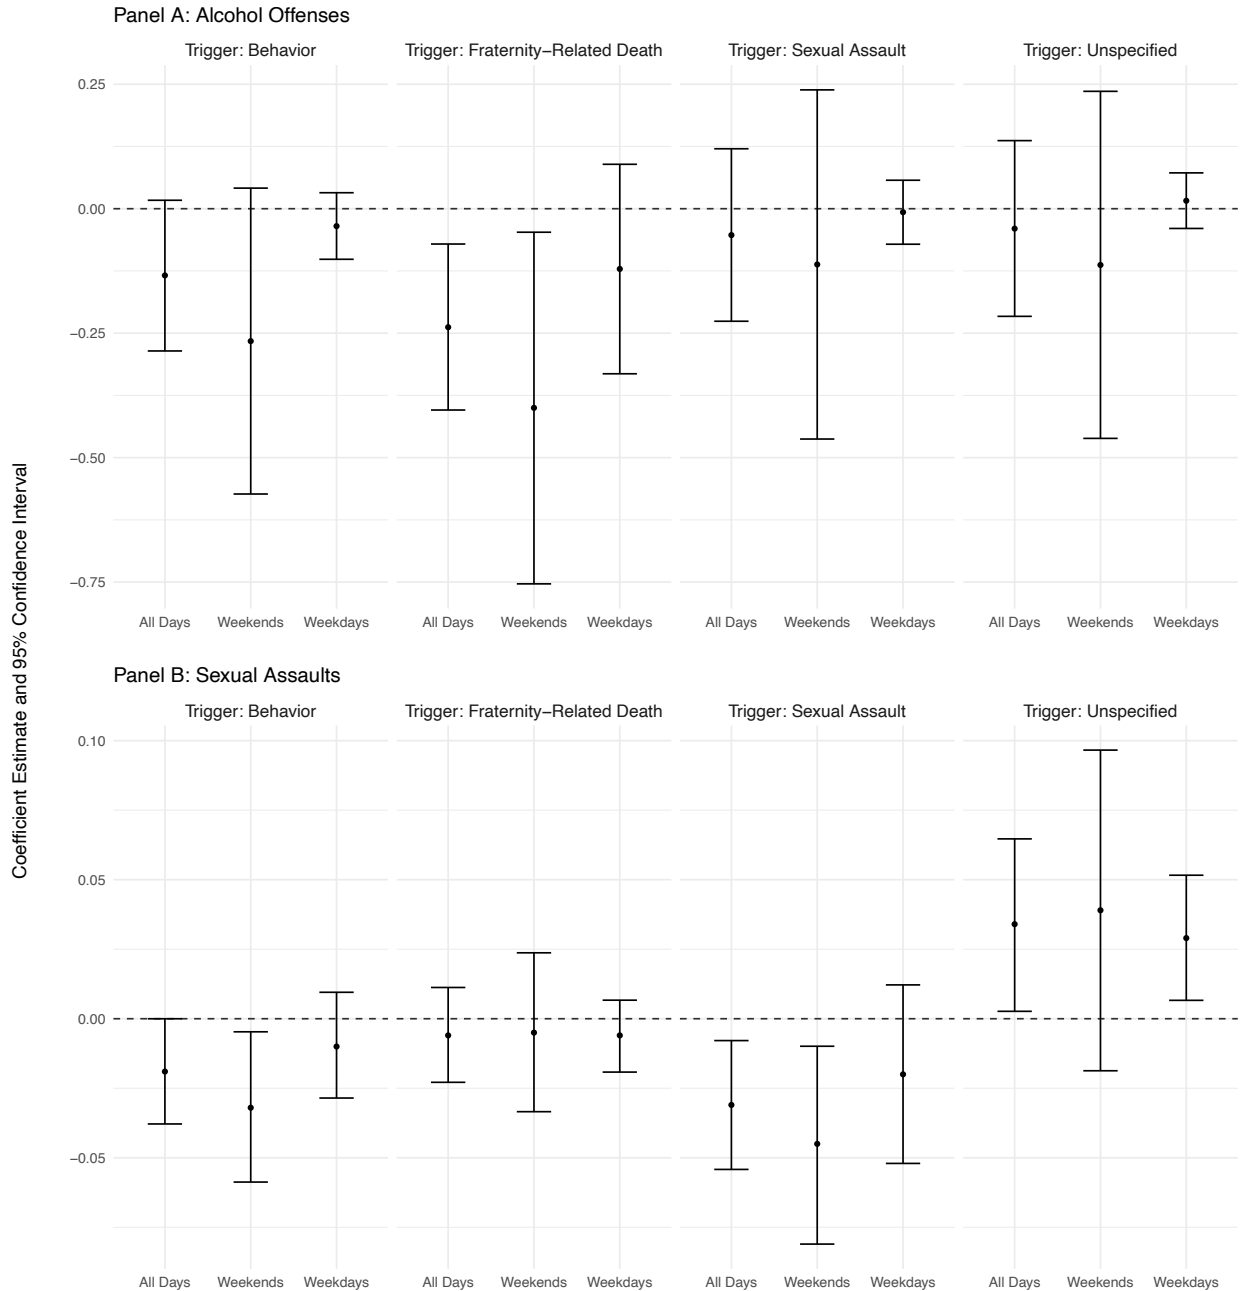 Panel A: Alcohol Offenses
Trigger: Behavior Trigger: Fraternity−Related Death Trigger: Sexual Assault Trigger: Unspecified
0.25
0.00
−0.25
−0.50
−0.75
All Days Weekends Weekdays All Days Weekends Weekdays All Days Weekends Weekdays All Days Weekends Weekdays
Coefficient Estimate and 95% Confidence Interval
Panel B: Sexual Assaults
Trigger: Behavior Trigger: Fraternity−Related Death Trigger: Sexual Assault Trigger: Unspecified
0.10
0.05
0.00
−0.05
All Days Weekends Weekdays All Days Weekends Weekdays All Days Weekends Weekdays All Days Weekends Weekdays